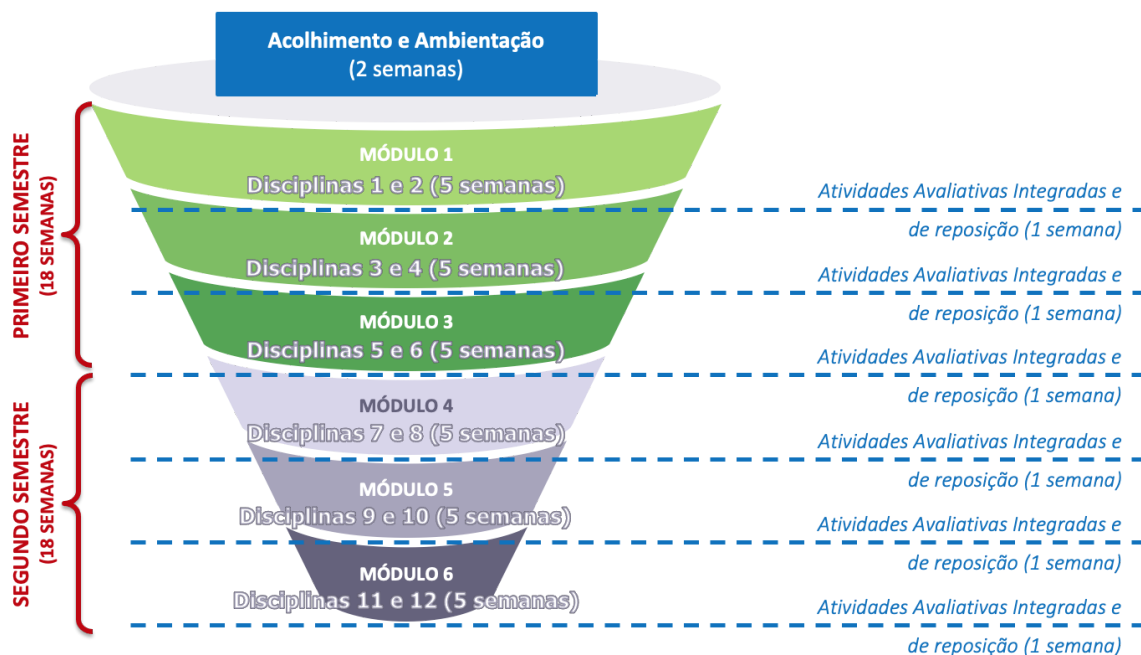 Acolhimento e Ambientação
(2 semanas)
PRIMEIRO SEMESTRE
(18 SEMANAS)
MÓDULO 1
Disciplinas 1 e 2 (5 semanas)
Atividades Avaliativas Integradas e
de reposição (1 semana)
MÓDULO 2
Disciplinas 3 e 4 (5 semanas)
Atividades Avaliativas Integradas e
de reposição (1 semana)
MÓDULO 3
Disciplinas 5 e 6 (5 semanas)
Atividades Avaliativas Integradas e
de reposição (1 semana)
SEGUNDO SEMESTRE
(18 SEMANAS)
MÓDULO 4
Disciplinas 7 e 8 (5 semanas)
Atividades Avaliativas Integradas e
de reposição (1 semana)
MÓDULO 5
Disciplinas 9 e 10 (5 semanas)
Atividades Avaliativas Integradas e
de reposição (1 semana)
MÓDULO 6
Disciplinas 11 e 12 (5 semanas)
Atividades Avaliativas Integradas e
de reposição (1 semana)